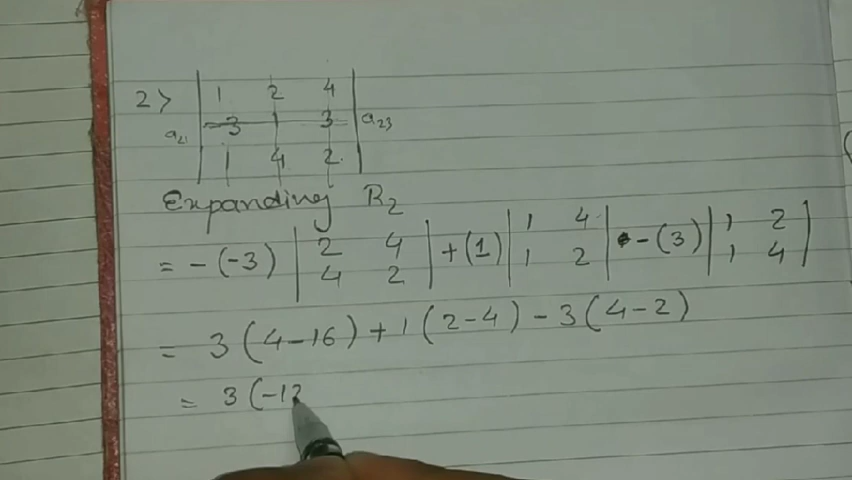 2> | 1 2 4 |
a₂₁ | -3 1 3 | a₂₃
| 1 4 2 |
Expanding R₂
= -(-3) | 2 4 | + (1) | 1 4 | - (3) | 1 2 |
| 4 2 | | 1 2 | | 1 4 |
= 3 (4-16) + 1 (2-4) - 3 (4-2)
= 3 (-12